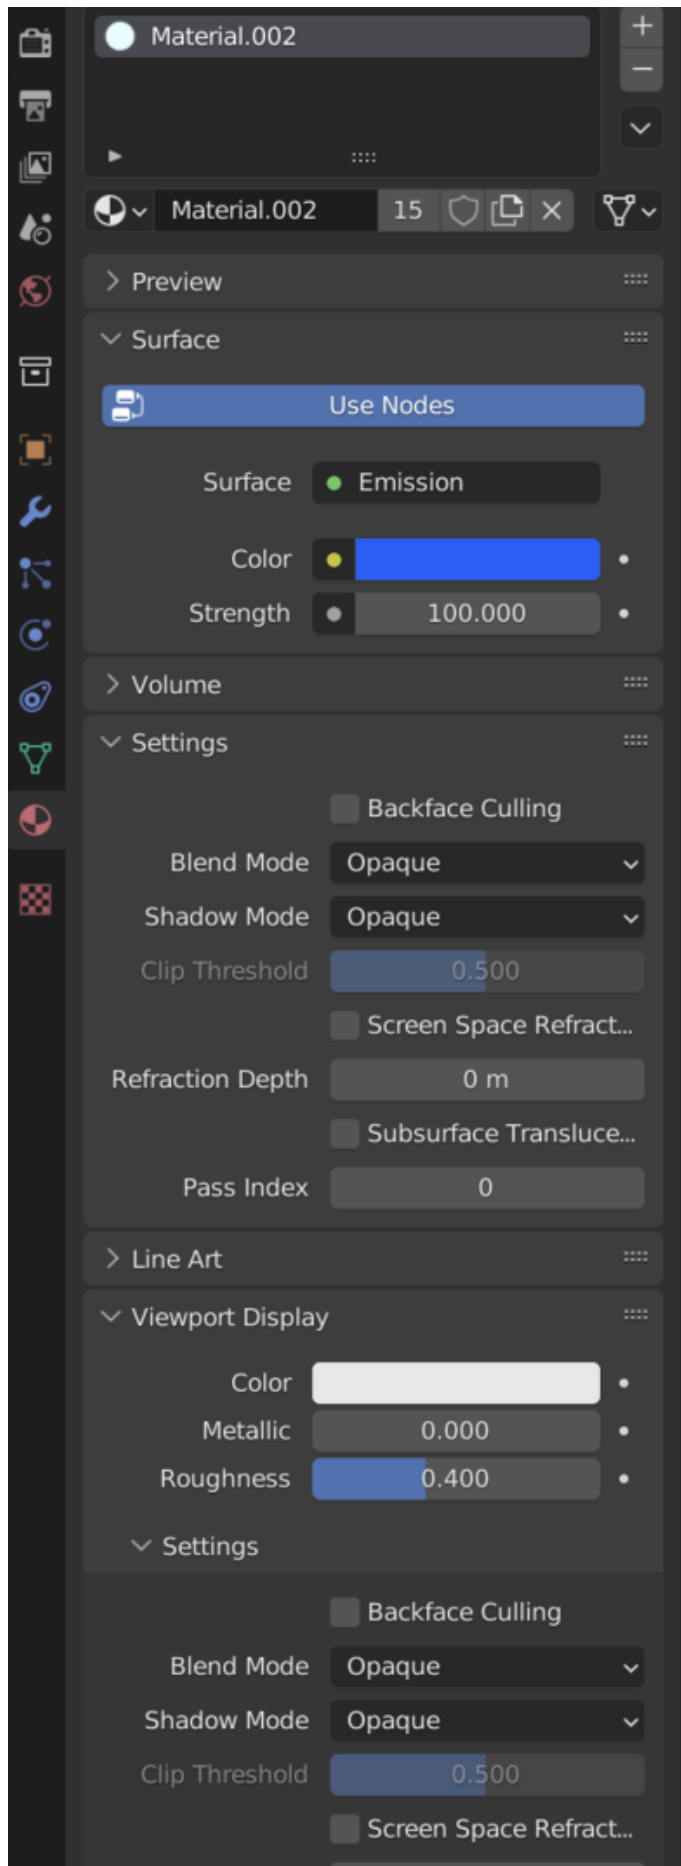 Material.002
Material.002 15
Preview
Surface
Use Nodes
Surface Emission
Color
Strength 100.000
Volume
Settings
Backface Culling
Blend Mode Opaque
Shadow Mode Opaque
Clip Threshold 0.500
Screen Space Refract...
Refraction Depth 0 m
Subsurface Transluce...
Pass Index 0
Line Art
Viewport Display
Color
Metallic 0.000
Roughness 0.400
Settings
Backface Culling
Blend Mode Opaque
Shadow Mode Opaque
Clip Threshold 0.500
Screen Space Refract...